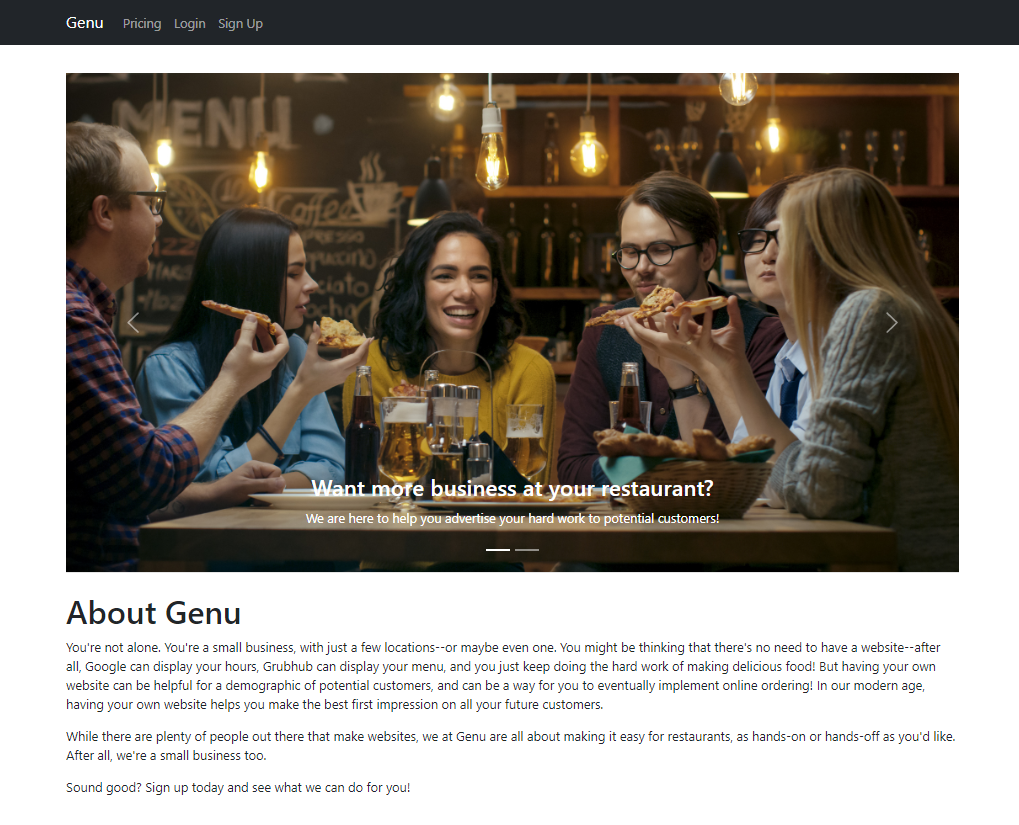 Genu Pricing Login Sign Up
MENU
Coffee
Want more business at your restaurant?
We are here to help you advertise your hard work to potential customers!
About Genu
You're not alone. You're a small business, with just a few locations--or maybe even one. You might be thinking that there's no need to have a website--after
all, Google can display your hours, Grubhub can display your menu, and you just keep doing the hard work of making delicious food! But having your own
website can be helpful for a demographic of potential customers, and can be a way for you to eventually implement online ordering! In our modern age,
having your own website helps you make the best first impression on all your future customers.
While there are plenty of people out there that make websites, we at Genu are all about making it easy for restaurants, as hands-on or hands-off as you'd like.
After all, we're a small business too.
Sound good? Sign up today and see what we can do for you!